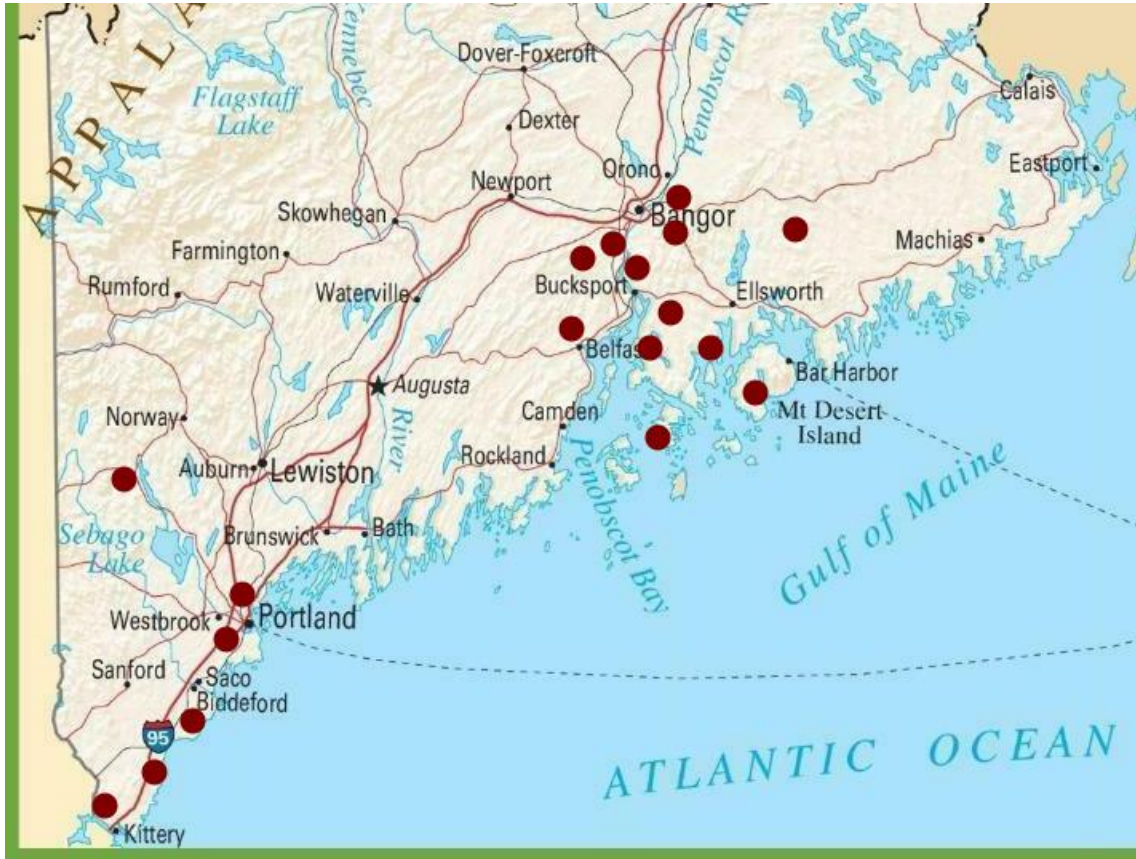 Dover-Foxcroft
Kennebec
Penobscot
Flagstaff
Lake
Calais
Dexter
Eastport
Orono
Newport
Skowhegan
Bangor
Farmington
Machias
Rumford
Waterville
Bucksport
Ellsworth
Belfast
Augusta
Bar Harbor
Norway
Camden
Mt Desert
Island
River
Auburn
Lewiston
Rockland
Gulf of Maine
Sebago
Lake
Brunswick
Bath
Penobscot Bay
Westbrook
Portland
Sanford
Saco
Biddeford
95
ATLANTIC OCEAN
Kittery